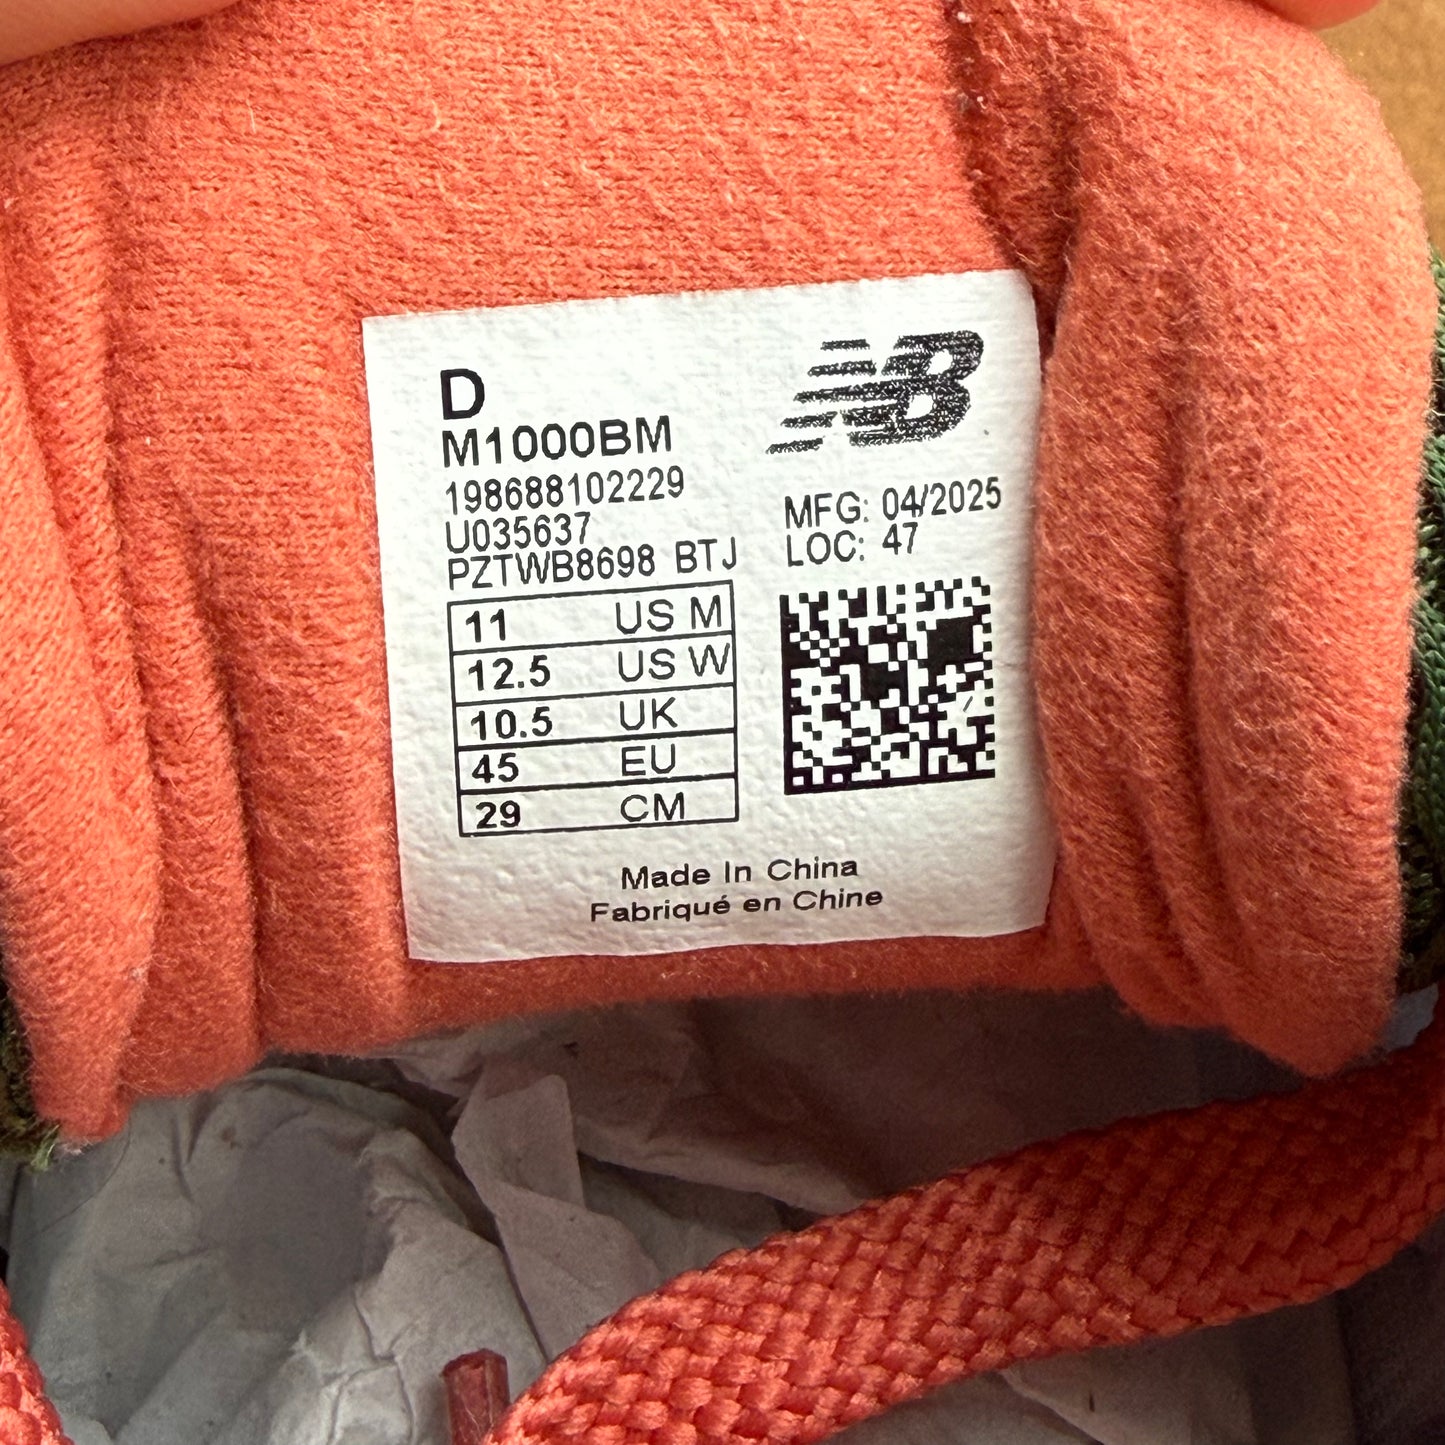 D
M1000BM
198688102229
U035637
PZTWB8698 BTJ
NB
MFG: 04/2025
LOC: 47
11 US M
12.5 US W
10.5 UK
45 EU
29 CM
Made In China
Fabriqué en Chine